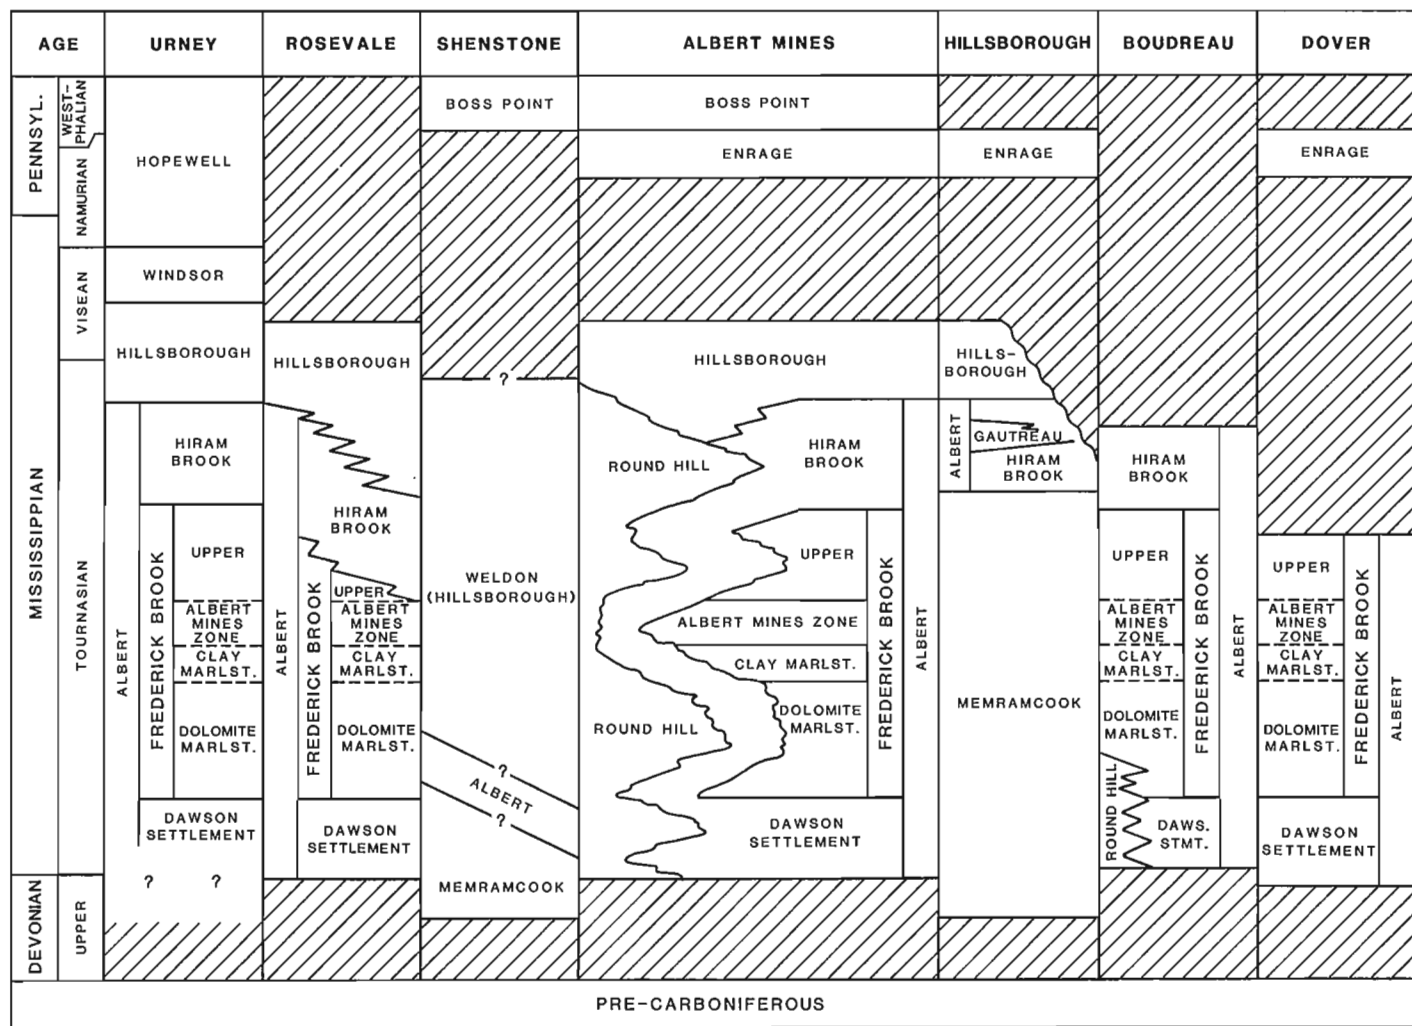 AGE
URNEY
ROSEVALE
SHENSTONE
ALBERT MINES
HILLSBOROUGH
BOUDREAU
DOVER
PENNSYL.
WEST-
PHALIAN
NAMURIAN
MISSISSIPPIAN
VISEAN
TOURNASIAN
DEVONIAN
UPPER
HOPEWELL
WINDSOR
HILLSBOROUGH
HIRAM
BROOK
ALBERT
FREDERICK BROOK
UPPER
ALBERT
MINES
ZONE
CLAY
MARLST.
DOLOMITE
MARLST.
DAWSON
SETTLEMENT
? ?
HILLSBOROUGH
HIRAM
BROOK
ALBERT
FREDERICK BROOK
UPPER
ALBERT
MINES
ZONE
CLAY
MARLST.
DOLOMITE
MARLST.
DAWSON
SETTLEMENT
BOSS POINT
?
WELDON
(HILLSBOROUGH)
?
ALBERT
?
MEMRAMCOOK
BOSS POINT
ENRAGE
HILLSBOROUGH
ROUND HILL
HIRAM
BROOK
UPPER
ALBERT MINES ZONE
CLAY MARLST.
ROUND HILL
DOLOMITE
MARLST.
FREDERICK BROOK
ALBERT
DAWSON
SETTLEMENT
ENRAGE
HILLS-
BOROUGH
ALBERT
GAUTREAU
HIRAM
BROOK
MEMRAMCOOK
HIRAM
BROOK
UPPER
ALBERT
MINES
ZONE
CLAY
MARLST.
DOLOMITE
MARLST.
FREDERICK BROOK
ALBERT
ROUND HILL
DAWS.
STMT.
ENRAGE
UPPER
ALBERT
MINES
ZONE
CLAY
MARLST.
DOLOMITE
MARLST.
FREDERICK BROOK
ALBERT
DAWSON
SETTLEMENT
PRE-CARBONIFEROUS